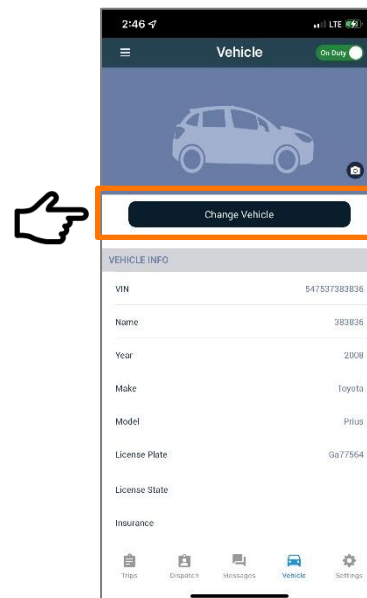 2:46 LTE
Vehicle On Duty
Change Vehicle
VEHICLE INFO
VIN 547537383836
Name 383836
Year 2008
Make Toyota
Model Prius
License Plate Ga77564
License State
Insurance
Trips Dispatch Messages Vehicle Settings